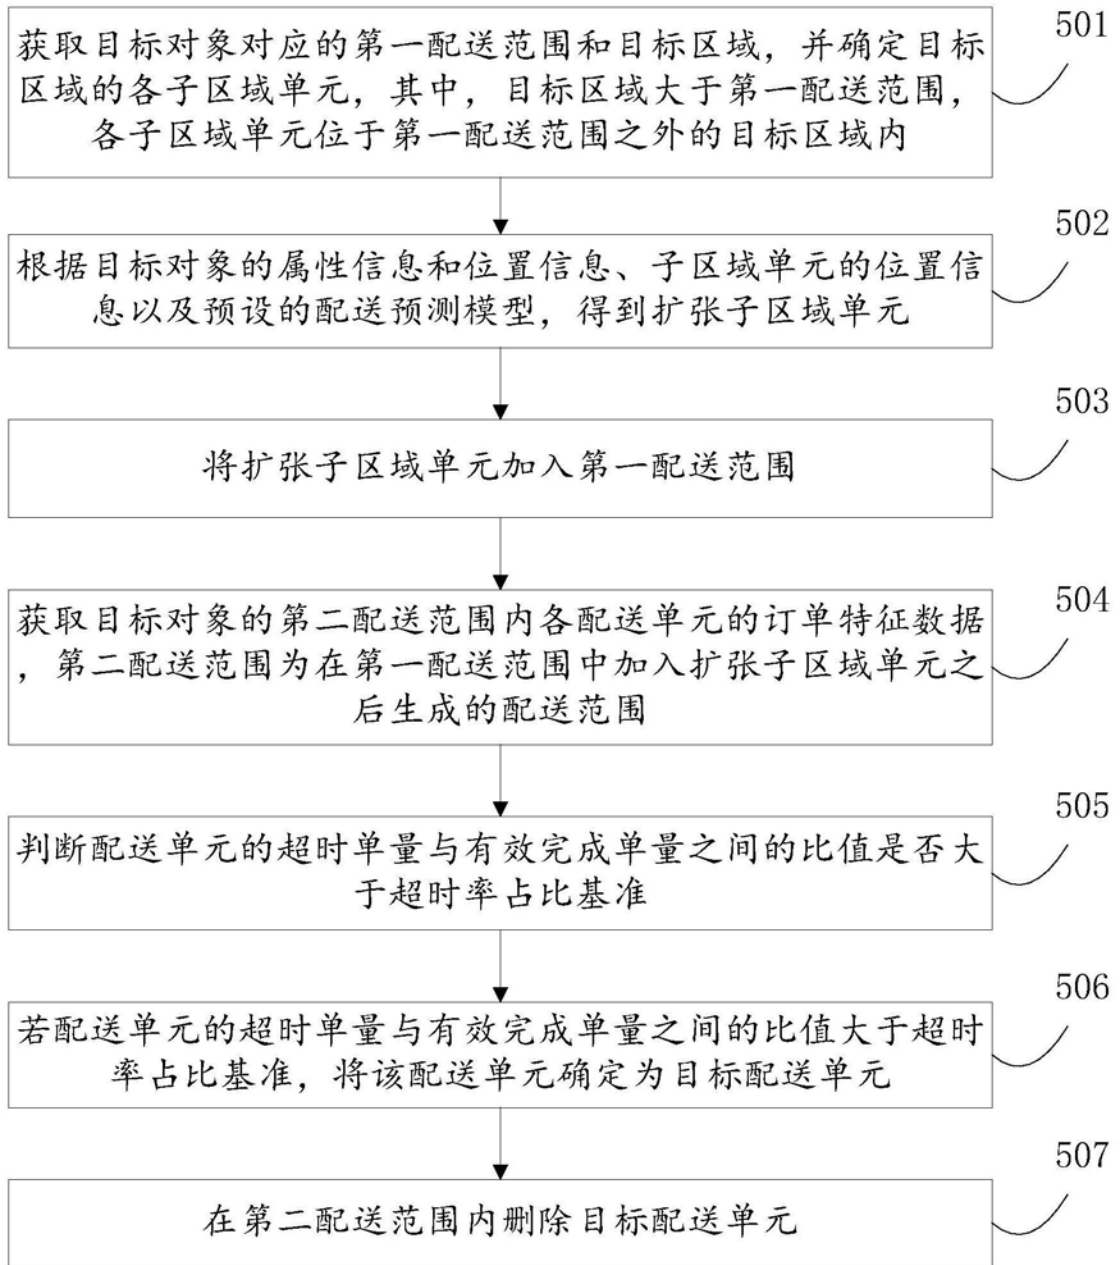 501
获取目标对象对应的第一配送范围和目标区域，并确定目标
区域的各子区域单元，其中，目标区域大于第一配送范围，
各子区域单元位于第一配送范围之外的目标区域内
502
根据目标对象的属性信息和位置信息、子区域单元的位置信
息以及预设的配送预测模型，得到扩张子区域单元
503
将扩张子区域单元加入第一配送范围
504
获取目标对象的第二配送范围内各配送单元的订单特征数据
，第二配送范围为在第一配送范围中加入扩张子区域单元之
后生成的配送范围
505
判断配送单元的超时单量与有效完成单量之间的比值是否大
于超时率占比基准
506
若配送单元的超时单量与有效完成单量之间的比值大于超时
率占比基准，将该配送单元确定为目标配送单元
507
在第二配送范围内删除目标配送单元